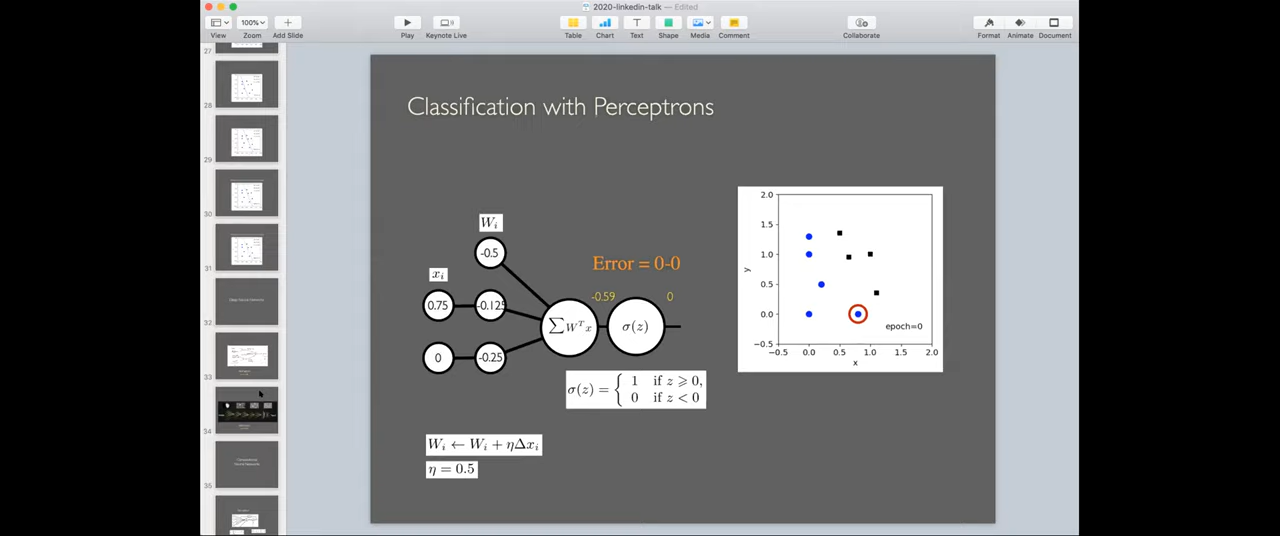 2020-linkedin-talk — Edited
100%
View Zoom Add Slide Play Keynote Live Table Chart Text Shape Media Comment Collaborate Format Animate Document
27
28
29
30
31
32
33
34
35
Classification with Perceptrons
W_i
-0.5
x_i
Error = 0-0
0.75
-0.125
-0.59
0
∑W^T x
σ(z)
0
-0.25
σ(z) = { 1 if z ⩾ 0,
0 if z < 0
W_i ← W_i + ηΔx_i
η = 0.5
2.0
1.5
1.0
0.5
0.0
−0.5
y
epoch=0
−0.5 0.0 0.5 1.0 1.5 2.0
x